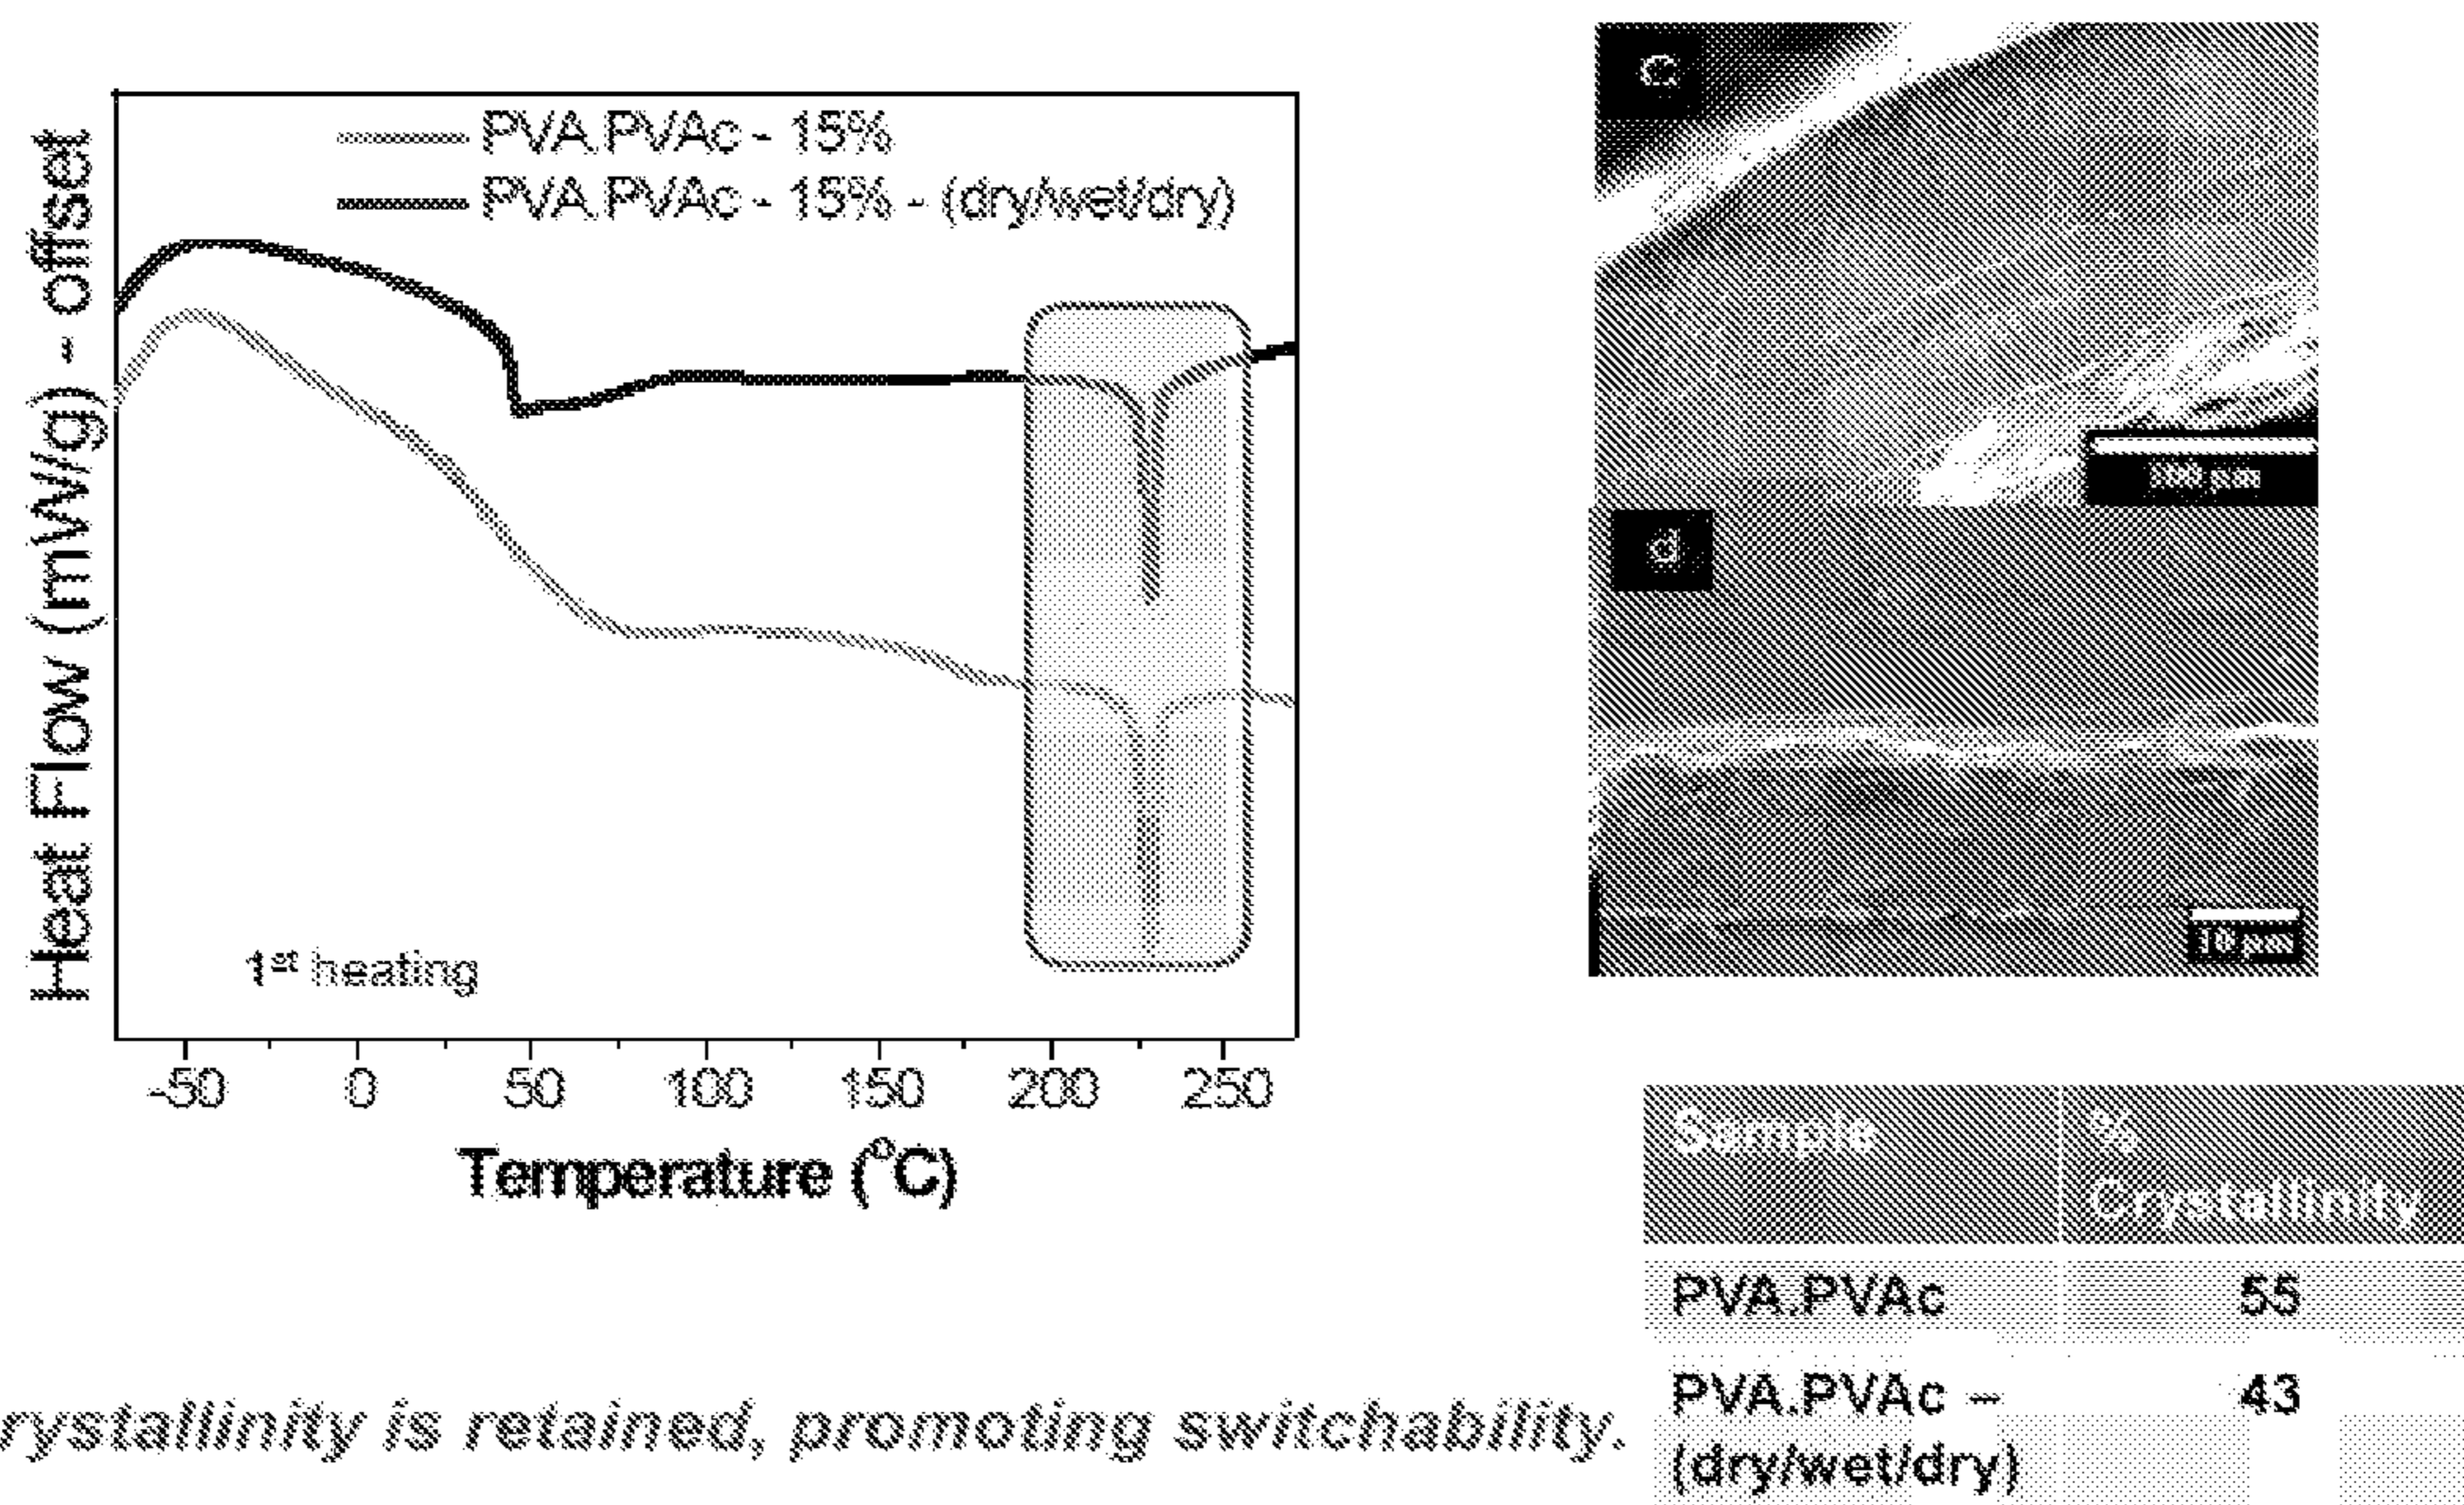 PVA.PVAc - 15%
PVA.PVAc - 15% - (dry/wet/dry)
Heat Flow (mW/g) - offset
1st heating
-50 0 50 100 150 200 250
Temperature (°C)
c
d
10 µm
Sample % Crystallinity
PVA.PVAc 55
PVA.PVAc – 43
(dry/wet/dry)
rystallinity is retained, promoting switchability.